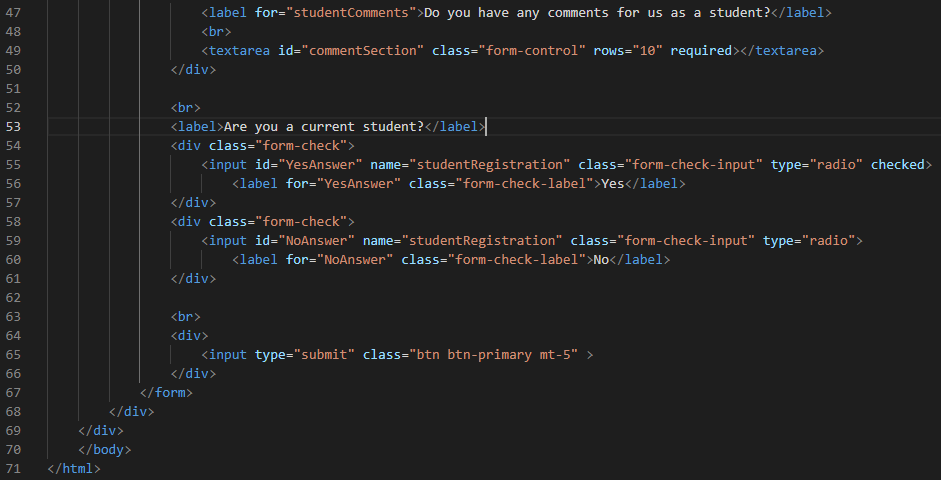 47 <label for="studentComments">Do you have any comments for us as a student?</label>
48 <br>
49 <textarea id="commentSection" class="form-control" rows="10" required></textarea>
50 </div>
51
52 <br>
53 <label>Are you a current student?</label>
54 <div class="form-check">
55 <input id="YesAnswer" name="studentRegistration" class="form-check-input" type="radio" checked>
56 <label for="YesAnswer" class="form-check-label">Yes</label>
57 </div>
58 <div class="form-check">
59 <input id="NoAnswer" name="studentRegistration" class="form-check-input" type="radio">
60 <label for="NoAnswer" class="form-check-label">No</label>
61 </div>
62
63 <br>
64 <div>
65 <input type="submit" class="btn btn-primary mt-5" >
66 </div>
67 </form>
68 </div>
69 </div>
70 </body>
71 </html>